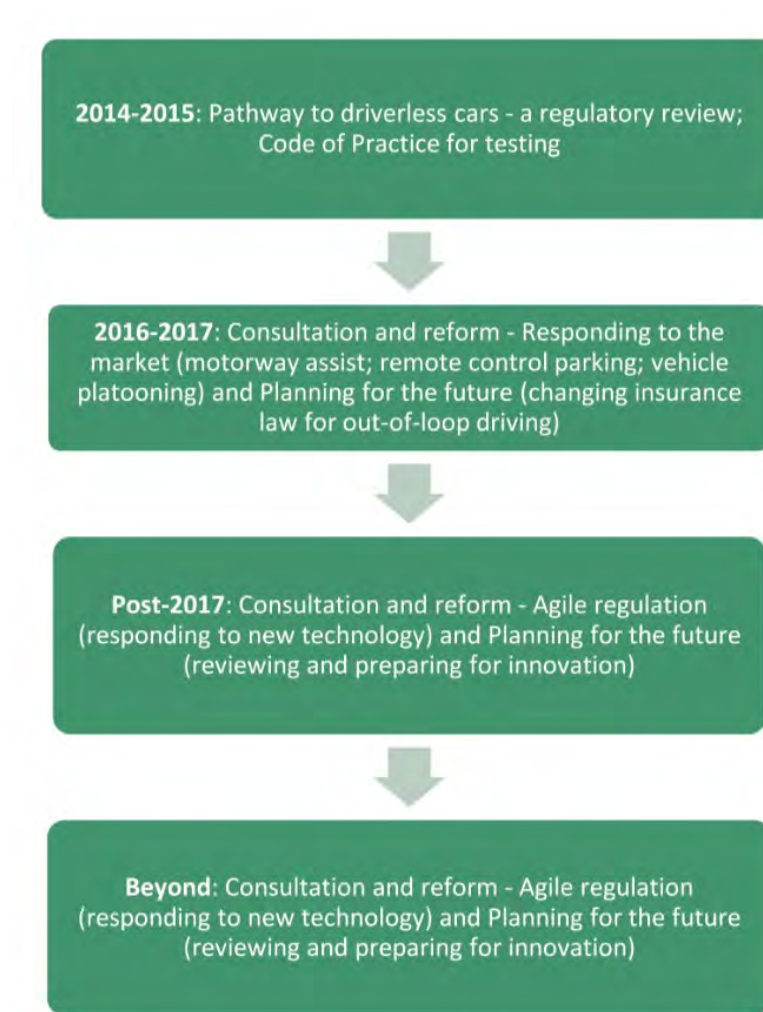 2014-2015: Pathway to driverless cars - a regulatory review;
Code of Practice for testing
2016-2017: Consultation and reform - Responding to the
market (motorway assist; remote control parking; vehicle
platooning) and Planning for the future (changing insurance
law for out-of-loop driving)
Post-2017: Consultation and reform - Agile regulation
(responding to new technology) and Planning for the future
(reviewing and preparing for innovation)
Beyond: Consultation and reform - Agile regulation
(responding to new technology) and Planning for the future
(reviewing and preparing for innovation)